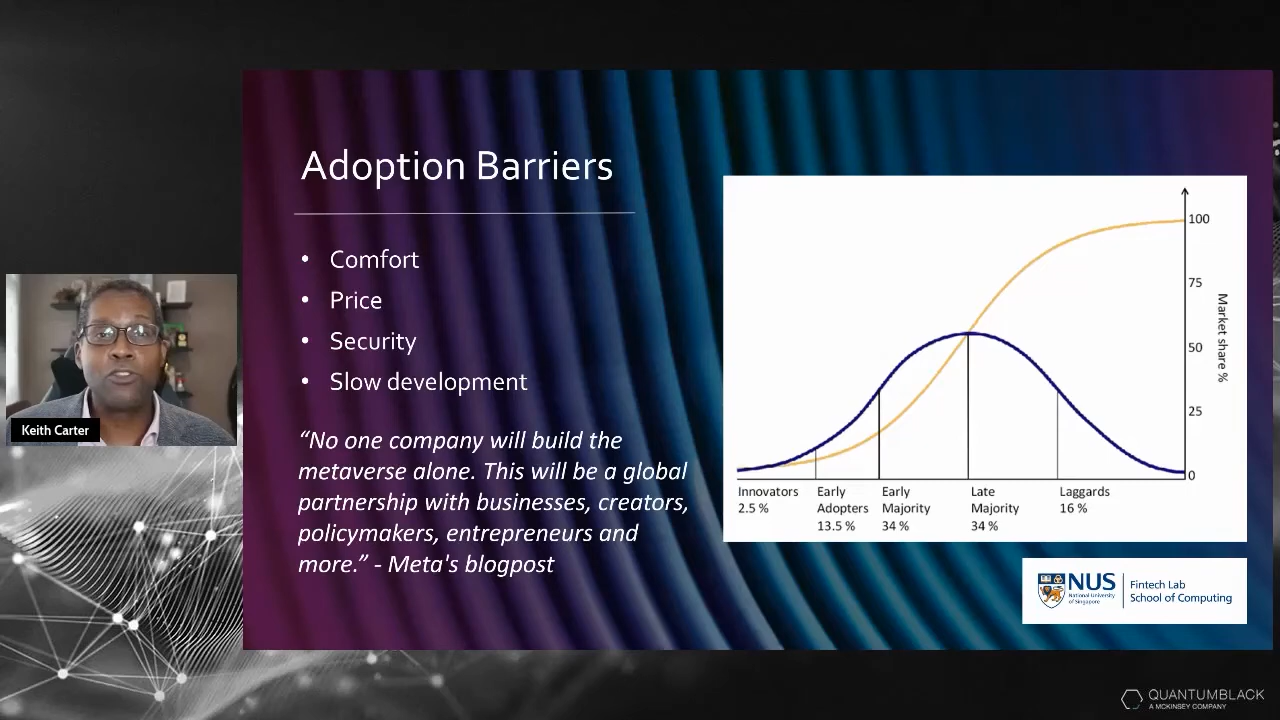 Adoption Barriers
• Comfort
• Price
• Security
• Slow development
“No one company will build the
metaverse alone. This will be a global
partnership with businesses, creators,
policymakers, entrepreneurs and
more.” - Meta's blogpost
100
75
50
25
0
Market share %
Innovators
2.5 %
Early
Adopters
13.5 %
Early
Majority
34 %
Late
Majority
34 %
Laggards
16 %
Keith Carter
NUS
National University
of Singapore
Fintech Lab
School of Computing
QUANTUMBLACK
A MCKINSEY COMPANY